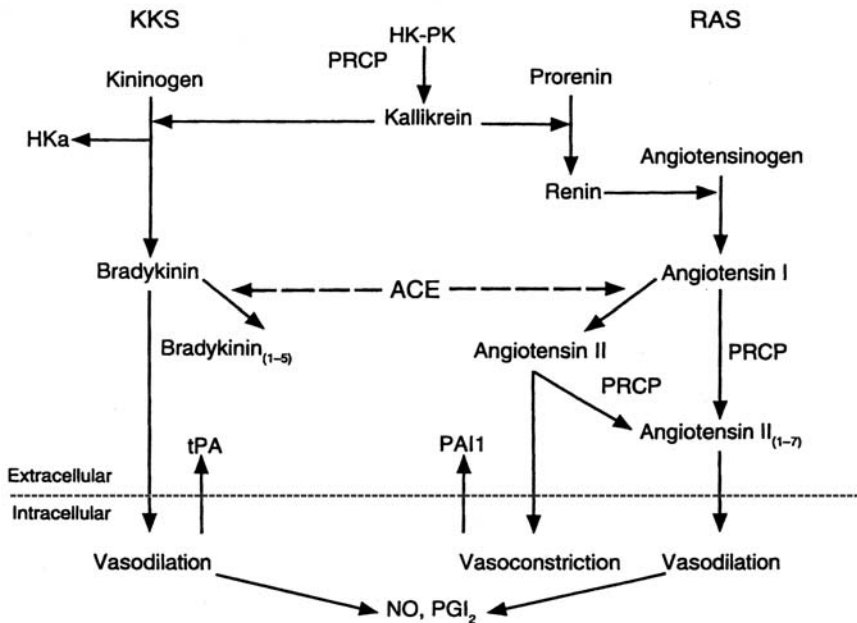 KKS
RAS
HK-PK
PRCP
Kininogen
Prorenin
Kallikrein
HKa
Angiotensinogen
Renin
Bradykinin
ACE
Angiotensin I
Bradykinin(1–5)
Angiotensin II
PRCP
PRCP
Angiotensin II(1–7)
tPA
PAI1
Extracellular
Intracellular
Vasodilation
Vasoconstriction
Vasodilation
NO, PGI2